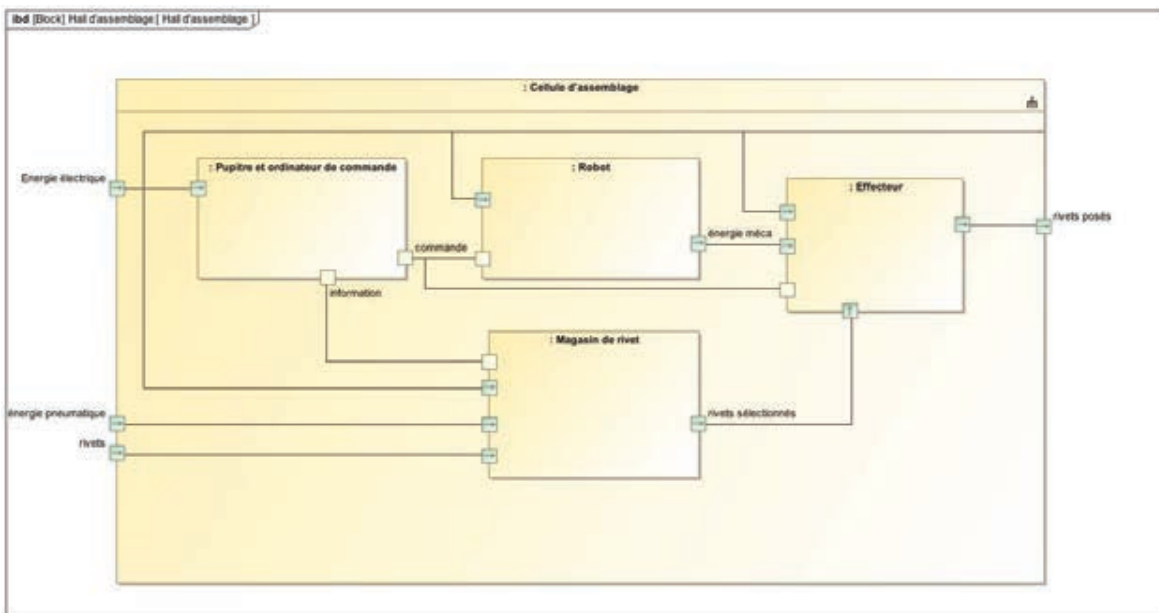 ibd [Block] Hall d'assemblage[ Hall d'assemblage ]
: Cellule d'assemblage
Energie électrique
: Pupitre et ordinateur de commande
: Robot
: Effecteur
rivets posés
énergie méca
commande
information
: Magasin de rivet
énergie pneumatique
rivets sélectionnés
rivets